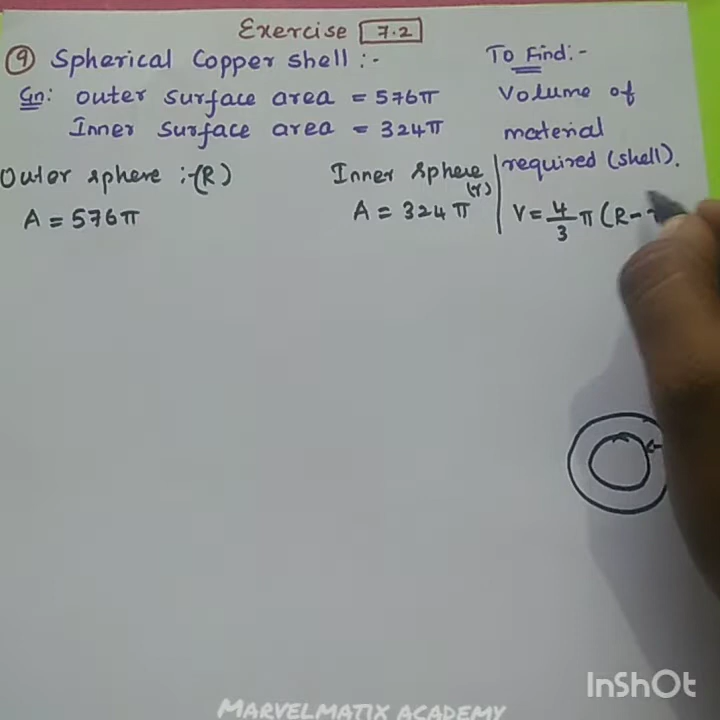 Exercise 7.2
9 Spherical Copper shell :-
Gn: outer surface area = 576π
Inner surface area = 324π
To Find:-
Volume of
material
required (shell).
Outer sphere :-(R)
A = 576π
Inner sphere
(r)
A = 324π
V = 4/3 π (R-
InShOt
MARVELMATIX ACADEMY